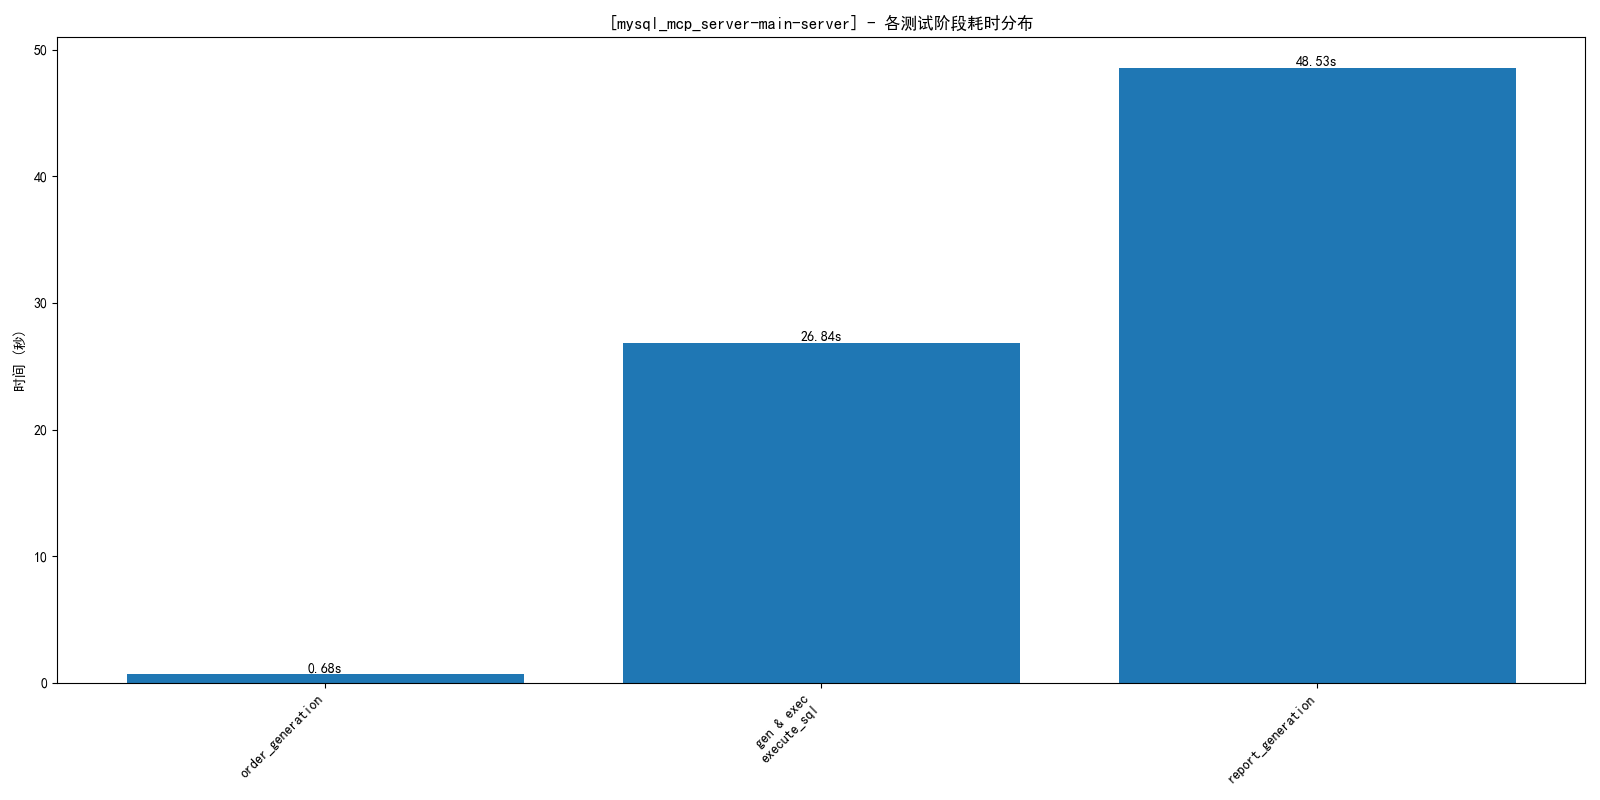 [mysql_mcp_server-main-server] - 各测试阶段耗时分布
时间 (秒)
50
40
30
20
10
0
0.68s
26.84s
48.53s
order_generation
gen & exec
execute_sql
report_generation